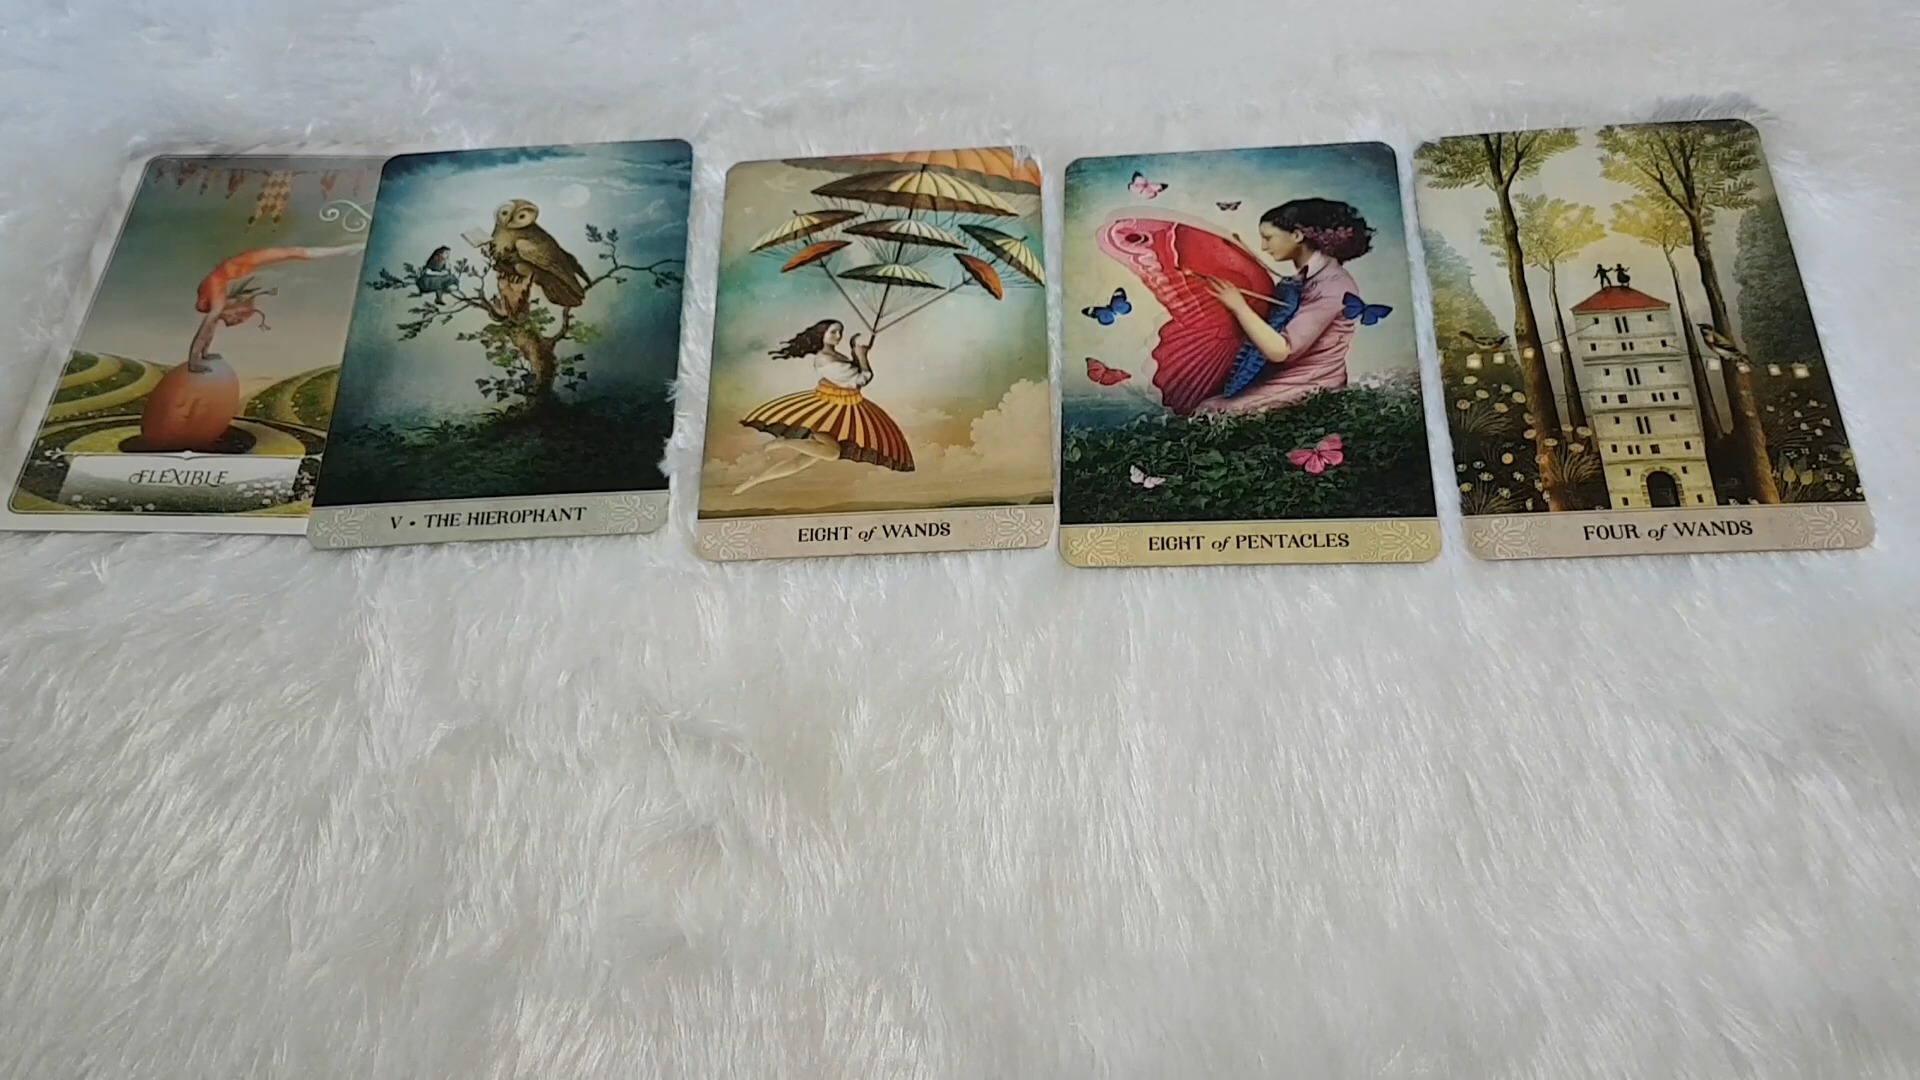 FLEXIBLE
V • THE HIEROPHANT
EIGHT of WANDS
EIGHT of PENTACLES
FOUR of WANDS